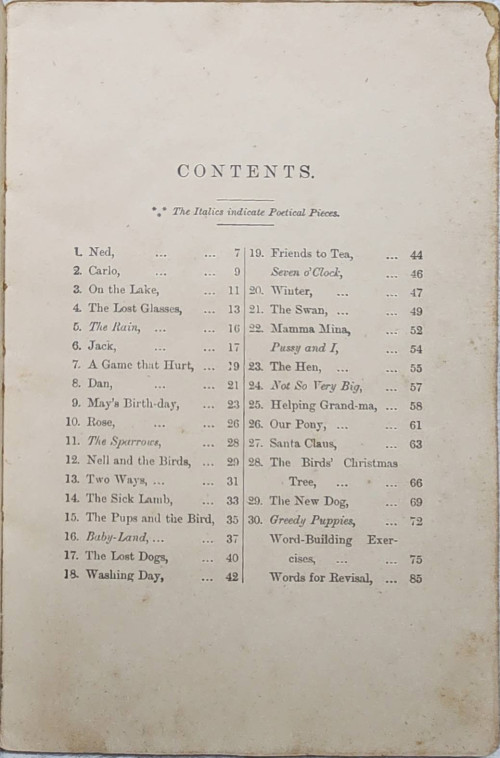 CONTENTS.
⁂ The Italics indicate Poetical Pieces.
1. Ned, ... ... 7
2. Carlo, ... ... 9
3. On the Lake, ... 11
4. The Lost Glasses, ... 13
5. The Rain, ... ... 16
6. Jack, ... ... 17
7. A Game that Hurt, ... 19
8. Dan, ... ... 21
9. May's Birth-day, ... 23
10. Rose, ... ... 26
11. The Sparrows, ... 28
12. Nell and the Birds, ... 29
13. Two Ways, ... ... 31
14. The Sick Lamb, ... 33
15. The Pups and the Bird, 35
16. Baby-Land, ... ... 37
17. The Lost Dogs, ... 40
18. Washing Day, ... 42
19. Friends to Tea, ... 44
Seven o'Clock, ... 46
20. Winter, ... ... 47
21. The Swan, ... ... 49
22. Mamma Mina, ... 52
Pussy and I, ... 54
23. The Hen, ... ... 55
24. Not So Very Big, ... 57
25. Helping Grand-ma, ... 58
26. Our Pony, ... ... 61
27. Santa Claus, ... 63
28. The Birds' Christmas
Tree, ... ... 66
29. The New Dog, ... 69
30. Greedy Puppies, ... 72
Word-Building Exer-
cises, ... ... 75
Words for Revisal, ... 85